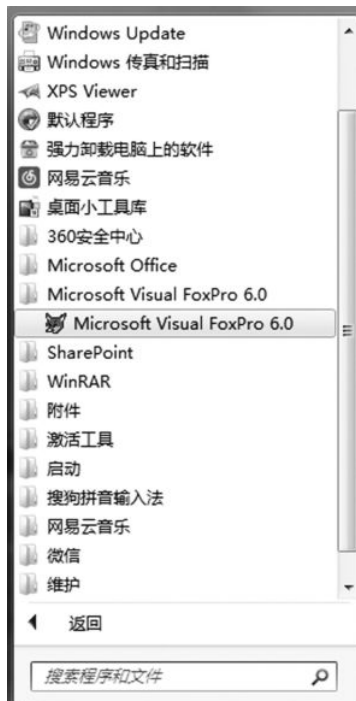 Windows Update
Windows 传真和扫描
XPS Viewer
默认程序
强力卸载电脑上的软件
网易云音乐
桌面小工具库
360安全中心
Microsoft Office
Microsoft Visual FoxPro 6.0
Microsoft Visual FoxPro 6.0
SharePoint
WinRAR
附件
激活工具
启动
搜狗拼音输入法
网易云音乐
微信
维护
返回
搜索程序和文件